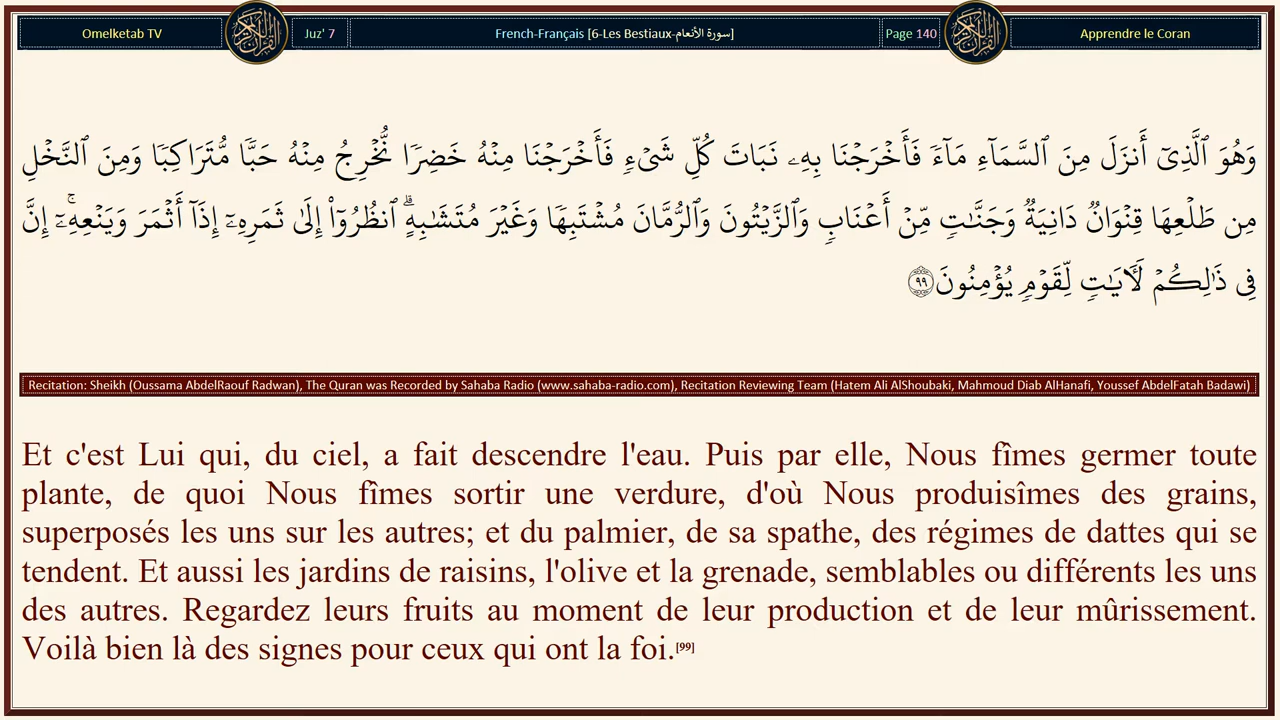 Omelketab TV
Juz' 7
French-Français [6-Les Bestiaux-سورة الأنعام]
Page 140
Apprendre le Coran
وَهُوَ ٱلَّذِىٓ أَنزَلَ مِنَ ٱلسَّمَآءِ مَآءً فَأَخْرَجْنَا بِهِۦ نَبَاتَ كُلِّ شَىْءٍ فَأَخْرَجْنَا مِنْهُ خَضِرًا نُّخْرِجُ مِنْهُ حَبًّا مُّتَرَاكِبًا وَمِنَ ٱلنَّخْلِ
مِن طَلْعِهَا قِنْوَانٌ دَانِيَةٌ وَجَنَّـٰتٍ مِّنْ أَعْنَابٍ وَٱلزَّيْتُونَ وَٱلرُّمَّانَ مُشْتَبِهًا وَغَيْرَ مُتَشَـٰبِهٍ ۗ ٱنظُرُوٓا۟ إِلَىٰ ثَمَرِهِۦٓ إِذَآ أَثْمَرَ وَيَنْعِهِۦٓ ۚ إِنَّ
فِى ذَٰلِكُمْ لَـَٔايَـٰتٍ لِّقَوْمٍ يُؤْمِنُونَ ٩٩
Recitation: Sheikh (Oussama AbdelRaouf Radwan), The Quran was Recorded by Sahaba Radio (www.sahaba-radio.com), Recitation Reviewing Team (Hatem Ali AlShoubaki, Mahmoud Diab AlHanafi, Youssef AbdelFatah Badawi)
Et c'est Lui qui, du ciel, a fait descendre l'eau. Puis par elle, Nous fîmes germer toute
plante, de quoi Nous fîmes sortir une verdure, d'où Nous produisîmes des grains,
superposés les uns sur les autres; et du palmier, de sa spathe, des régimes de dattes qui se
tendent. Et aussi les jardins de raisins, l'olive et la grenade, semblables ou différents les uns
des autres. Regardez leurs fruits au moment de leur production et de leur mûrissement.
Voilà bien là des signes pour ceux qui ont la foi.[99]